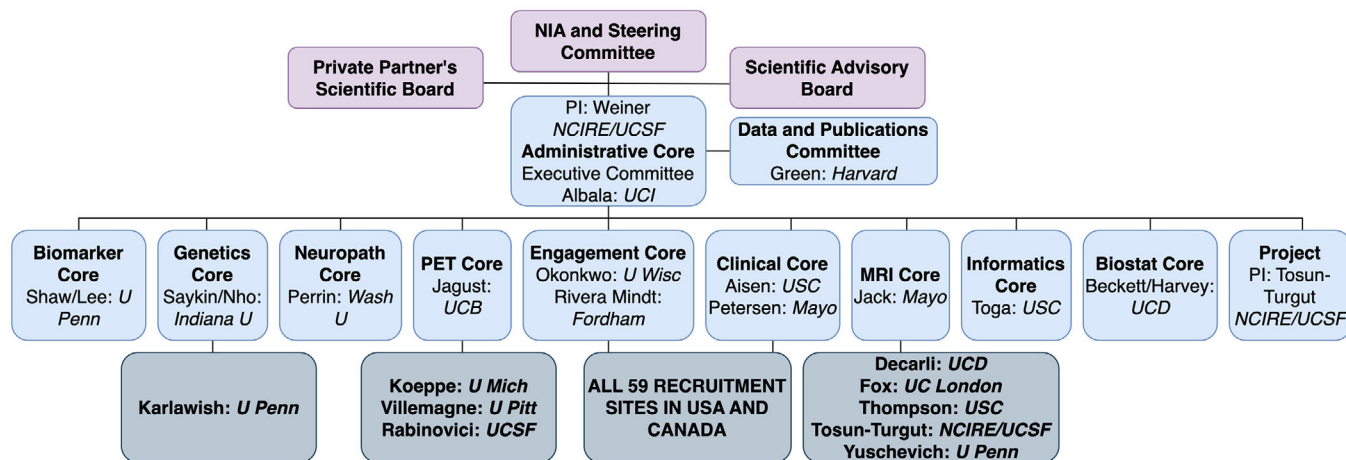 NIA and Steering
Committee
Private Partner's
Scientific Board
Scientific Advisory
Board
PI: Weiner
NCIRE/UCSF
Administrative Core
Executive Committee
Albala: UCI
Data and Publications
Committee
Green: Harvard
Biomarker
Core
Shaw/Lee: U
Penn
Genetics
Core
Saykin/Nho:
Indiana U
Neuropath
Core
Perrin: Wash
U
PET Core
Jagust:
UCB
Engagement Core
Okonkwo: U Wisc
Rivera Mindt:
Fordham
Clinical Core
Aisen: USC
Petersen: Mayo
MRI Core
Jack: Mayo
Informatics
Core
Toga: USC
Biostat Core
Beckett/Harvey:
UCD
Project
PI: Tosun-
Turgut
NCIRE/UCSF
Karlawish: U Penn
Koeppe: U Mich
Villemagne: U Pitt
Rabinovici: UCSF
ALL 59 RECRUITMENT
SITES IN USA AND
CANADA
Decarli: UCD
Fox: UC London
Thompson: USC
Tosun-Turgut: NCIRE/UCSF
Yuschevich: U Penn